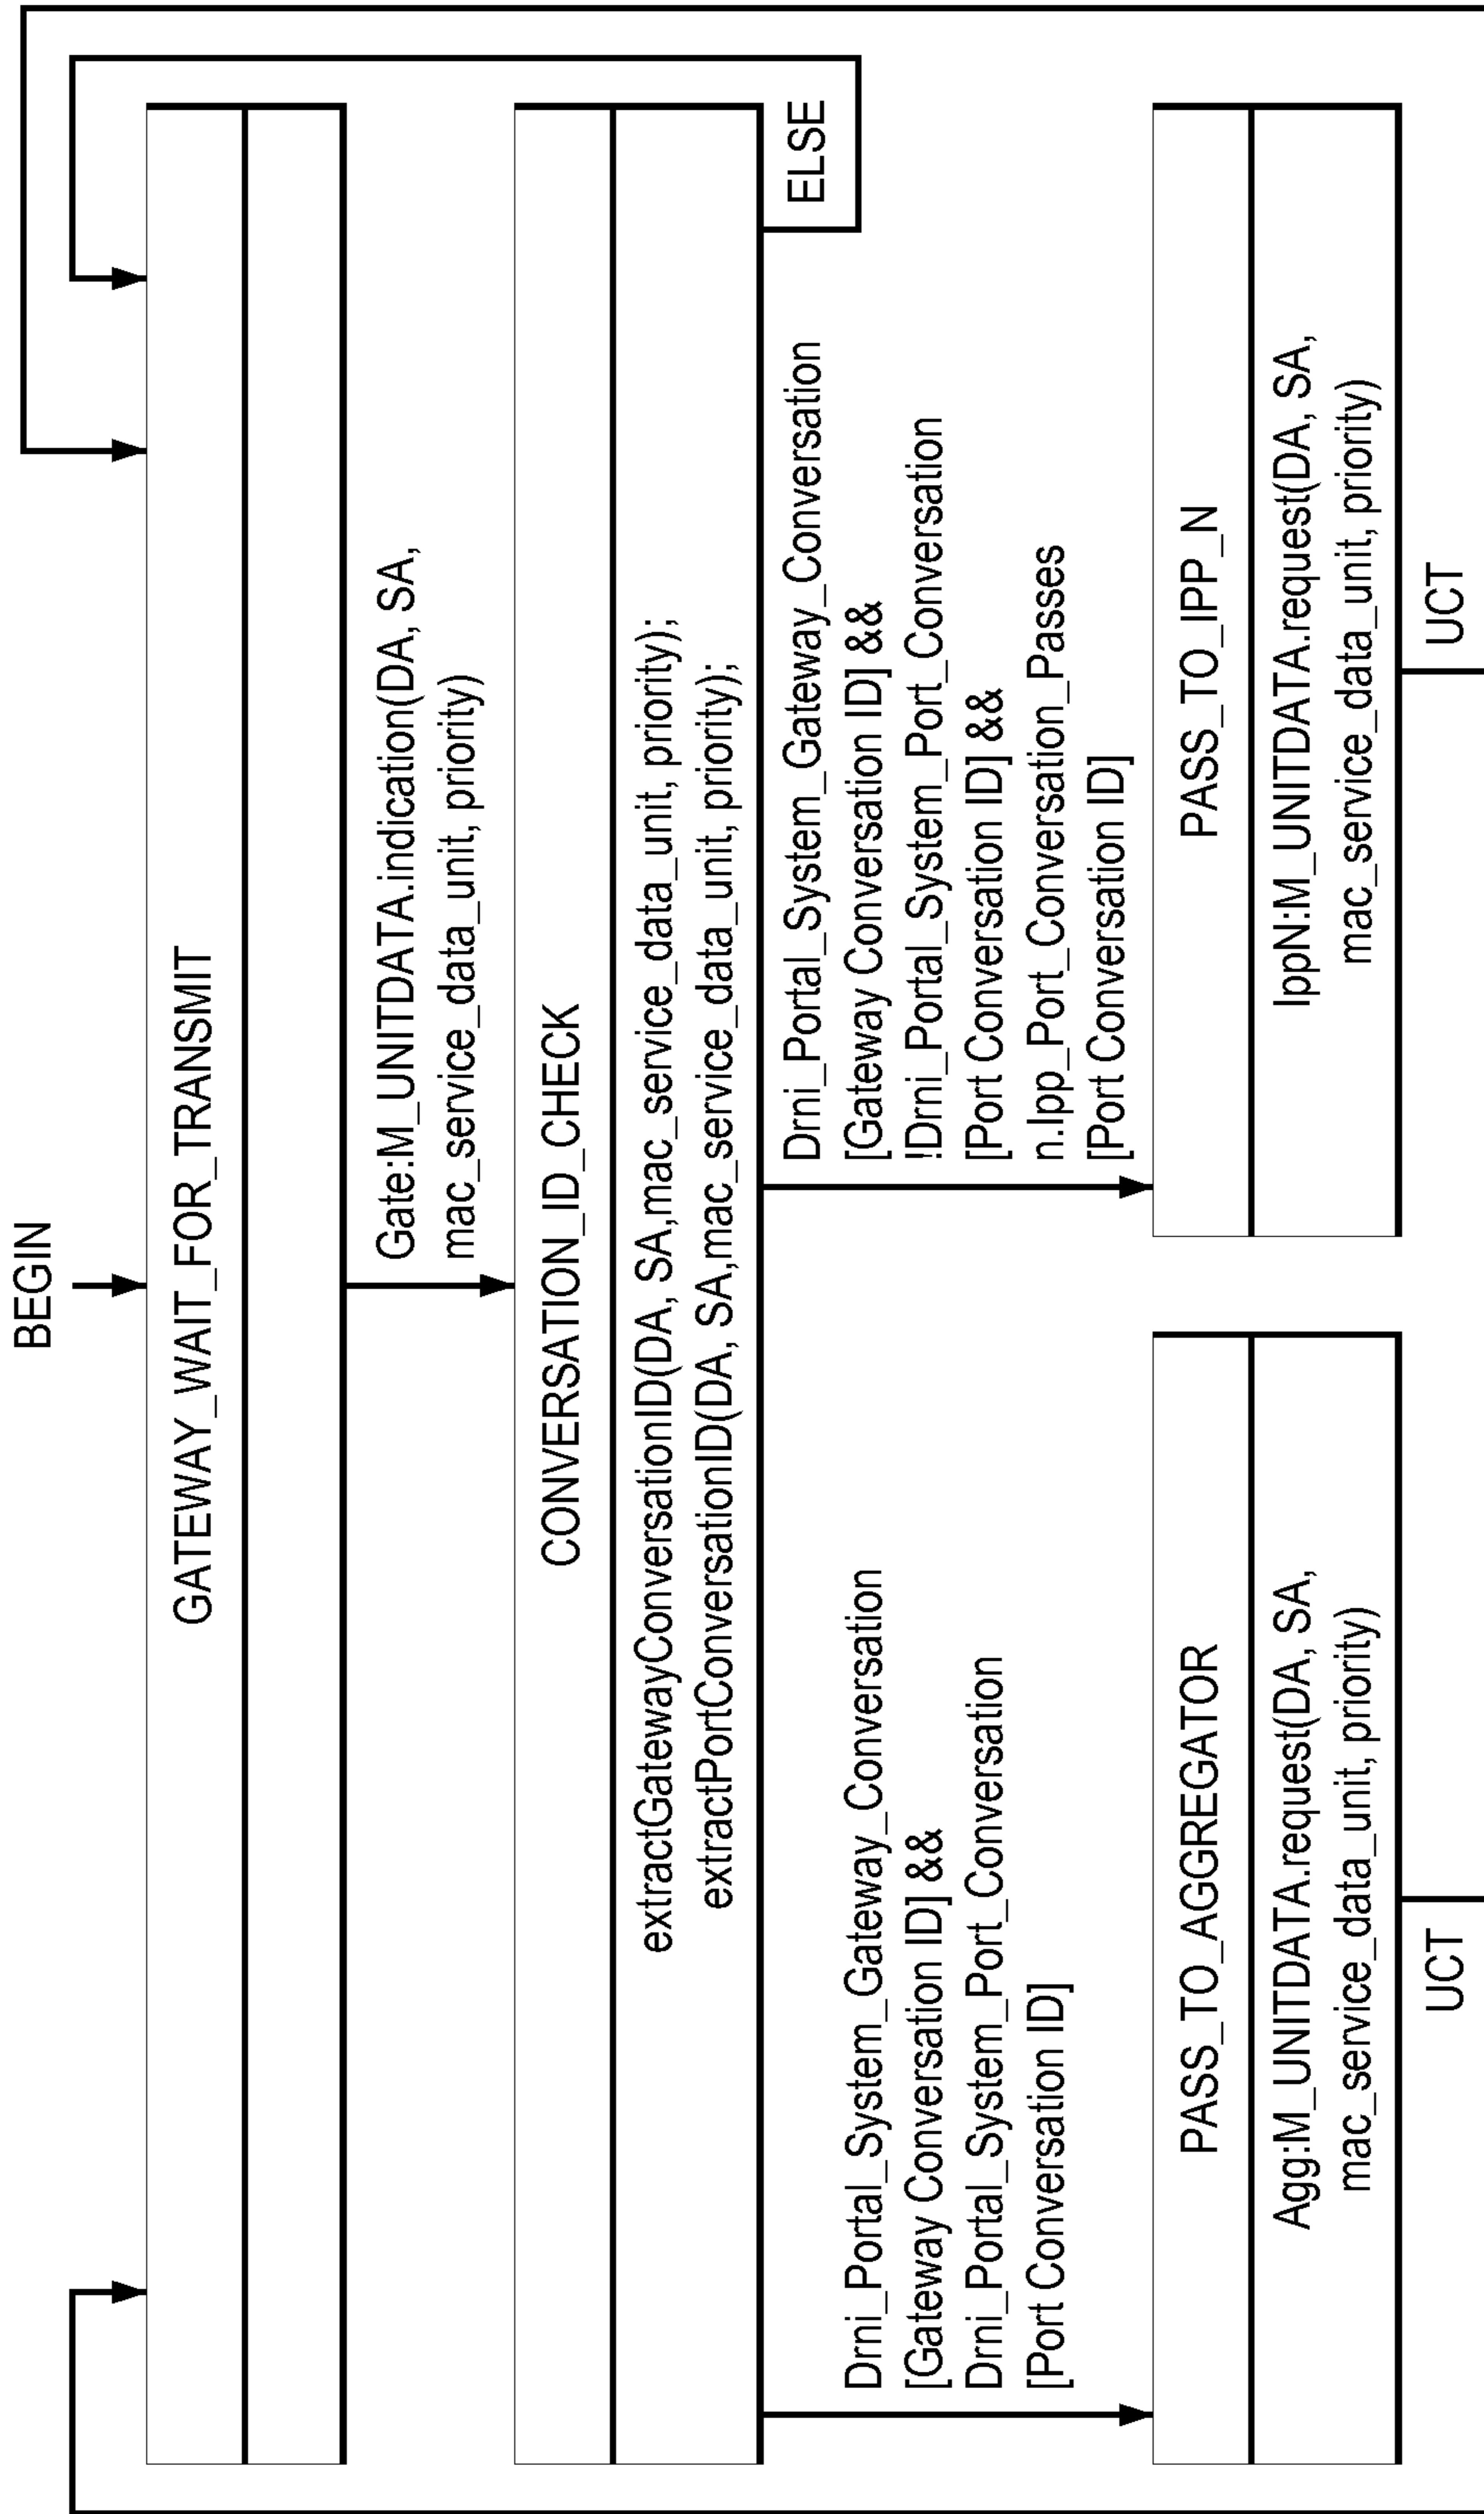 BEGIN
GATEWAY_WAIT_FOR_TRANSMIT
Gate:M_UNITDATA.indication(DA, SA,
mac_service_data_unit, priority)
CONVERSATION_ID_CHECK
extractGatewayConversationID(DA, SA,mac_service_data_unit, priority);
extractPortConversationID(DA, SA,mac_service_data_unit, priority);
ELSE
Drni_Portal_System_Gateway_Conversation
[Gateway Conversation ID] &&
Drni_Portal_System_Port_Conversation
[Port Conversation ID]
Drni_Portal_System_Gateway_Conversation
[Gateway Conversation ID] &&
!Drni_Portal_System_Port_Conversation
[Port Conversation ID] &&
n.Ipp_Port_Conversation_Passes
[Port Conversation ID]
PASS_TO_AGGREGATOR
Agg:M_UNITDATA.request(DA, SA,
mac_service_data_unit, priority)
UCT
PASS_TO_IPP_N
IppN:M_UNITDATA.request(DA, SA,
mac_service_data_unit, priority)
UCT